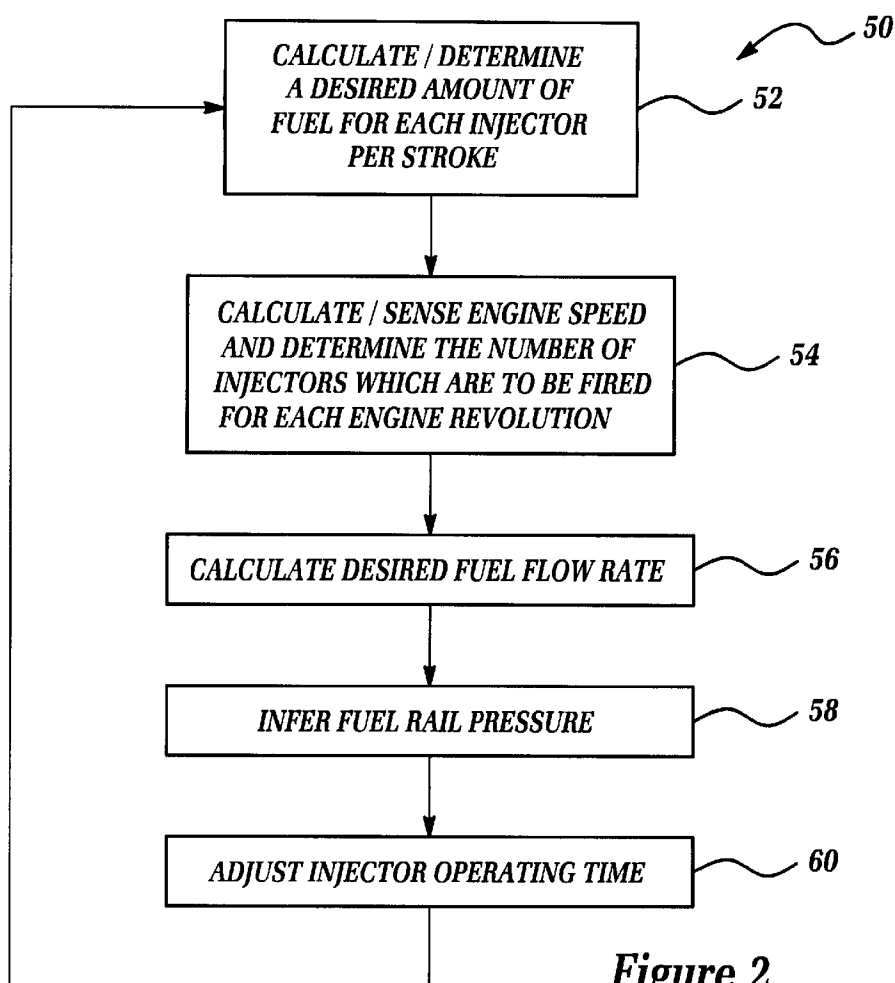 50
CALCULATE / DETERMINE
A DESIRED AMOUNT OF
FUEL FOR EACH INJECTOR
PER STROKE
52
CALCULATE / SENSE ENGINE SPEED
AND DETERMINE THE NUMBER OF
INJECTORS WHICH ARE TO BE FIRED
FOR EACH ENGINE REVOLUTION
54
CALCULATE DESIRED FUEL FLOW RATE
56
INFER FUEL RAIL PRESSURE
58
ADJUST INJECTOR OPERATING TIME
60
Figure 2